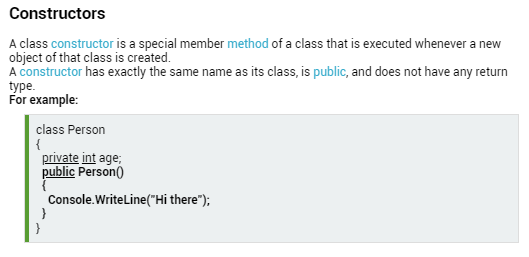 Constructors
A class constructor is a special member method of a class that is executed whenever a new
object of that class is created.
A constructor has exactly the same name as its class, is public, and does not have any return
type.
For example:
class Person
{
private int age;
public Person()
{
Console.WriteLine("Hi there");
}
}